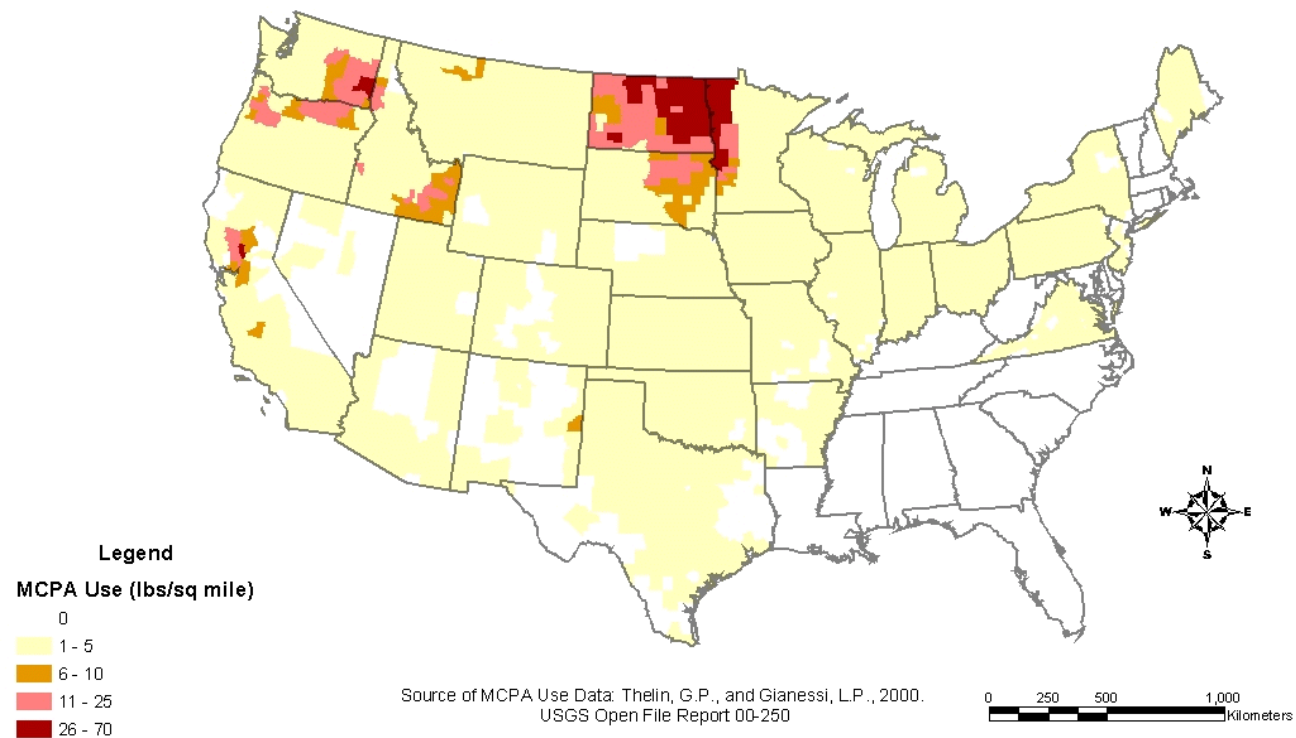 N
W E
S
Legend
MCPA Use (lbs/sq mile)
0
1 - 5
6 - 10
11 - 25
26 - 70
Source of MCPA Use Data: Thelin, G.P., and Gianessi, L.P., 2000.
USGS Open File Report 00-250
0 250 500 1,000
Kilometers